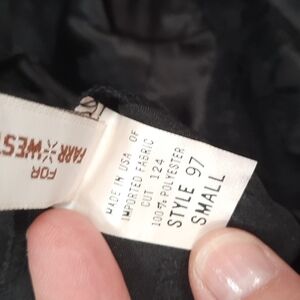 FOR
FARR WEST
MADE IN USA OF
IMPORTED FABRIC
CUT 124
100% POLYESTER
STYLE 97
SMALL